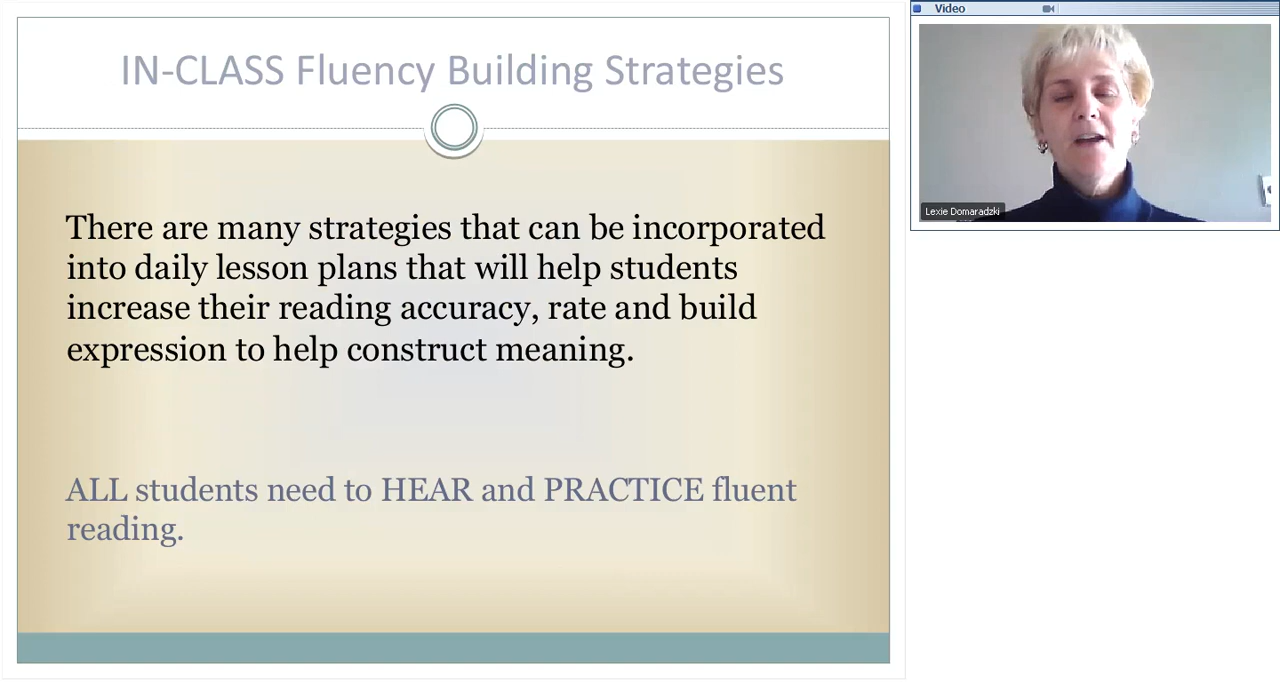 IN-CLASS Fluency Building Strategies
There are many strategies that can be incorporated
into daily lesson plans that will help students
increase their reading accuracy, rate and build
expression to help construct meaning.
ALL students need to HEAR and PRACTICE fluent
reading.
Video
Lexie Domaradzki